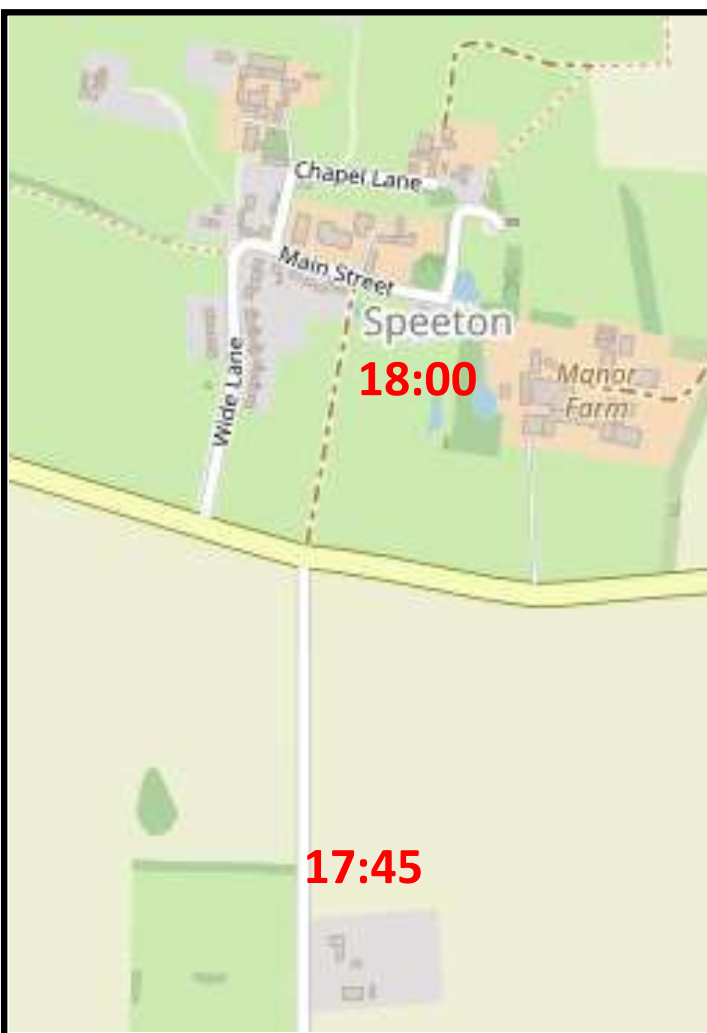 Chapel Lane
Main Street
Speeton
18:00
Manor
Farm
Wide Lane
17:45